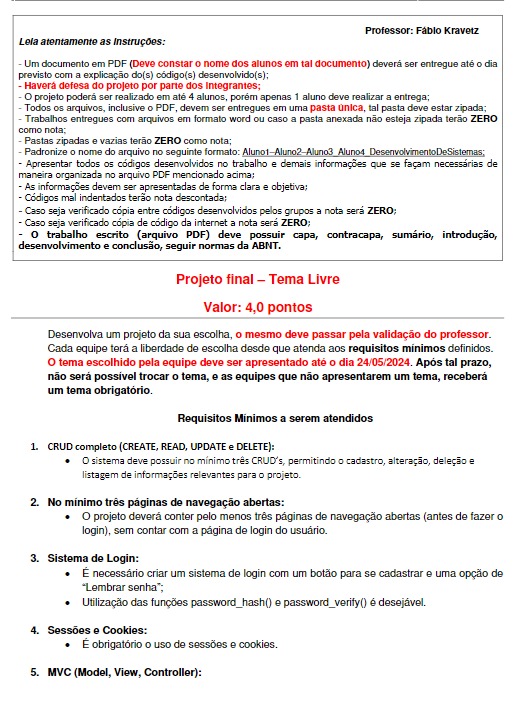 Professor: Fábio Kravetz
Leia atentamente as Instruções:
- Um documento em PDF (Deve constar o nome dos alunos em tal documento) deverá ser entregue até o dia
previsto com a explicação do(s) código(s) desenvolvido(s);
- Haverá defesa do projeto por parte dos integrantes;
- O projeto poderá ser realizado em até 4 alunos, porém apenas 1 aluno deve realizar a entrega;
- Todos os arquivos, inclusive o PDF, devem ser entregues em uma pasta única, tal pasta deve estar zipada;
- Trabalhos entregues com arquivos em formato word ou caso a pasta anexada não esteja zipada terão ZERO
como nota;
- Pastas zipadas e vazias terão ZERO como nota;
- Padronize o nome do arquivo no seguinte formato: Aluno1–Aluno2–Aluno3_Aluno4_DesenvolvimentoDeSistemas;
- Apresentar todos os códigos desenvolvidos no trabalho e demais informações que se façam necessárias de
maneira organizada no arquivo PDF mencionado acima;
- As informações devem ser apresentadas de forma clara e objetiva;
- Códigos mal indentados terão nota descontada;
- Caso seja verificado cópia entre códigos desenvolvidos pelos grupos a nota será ZERO;
- Caso seja verificado cópia de código da internet a nota será ZERO;
- O trabalho escrito (arquivo PDF) deve possuir capa, contracapa, sumário, introdução,
desenvolvimento e conclusão, seguir normas da ABNT.
Projeto final – Tema Livre
Valor: 4,0 pontos
Desenvolva um projeto da sua escolha, o mesmo deve passar pela validação do professor.
Cada equipe terá a liberdade de escolha desde que atenda aos requisitos mínimos definidos.
O tema escolhido pela equipe deve ser apresentado até o dia 24/05/2024. Após tal prazo,
não será possível trocar o tema, e as equipes que não apresentarem um tema, receberá
um tema obrigatório.
Requisitos Mínimos a serem atendidos
1. CRUD completo (CREATE, READ, UPDATE e DELETE):
• O sistema deve possuir no mínimo três CRUD's, permitindo o cadastro, alteração, deleção e
listagem de informações relevantes para o projeto.
2. No mínimo três páginas de navegação abertas:
• O projeto deverá conter pelo menos três páginas de navegação abertas (antes de fazer o
login), sem contar com a página de login do usuário.
3. Sistema de Login:
• É necessário criar um sistema de login com um botão para se cadastrar e uma opção de
“Lembrar senha”;
• Utilização das funções password_hash() e password_verify() é desejável.
4. Sessões e Cookies:
• É obrigatório o uso de sessões e cookies.
5. MVC (Model, View, Controller):